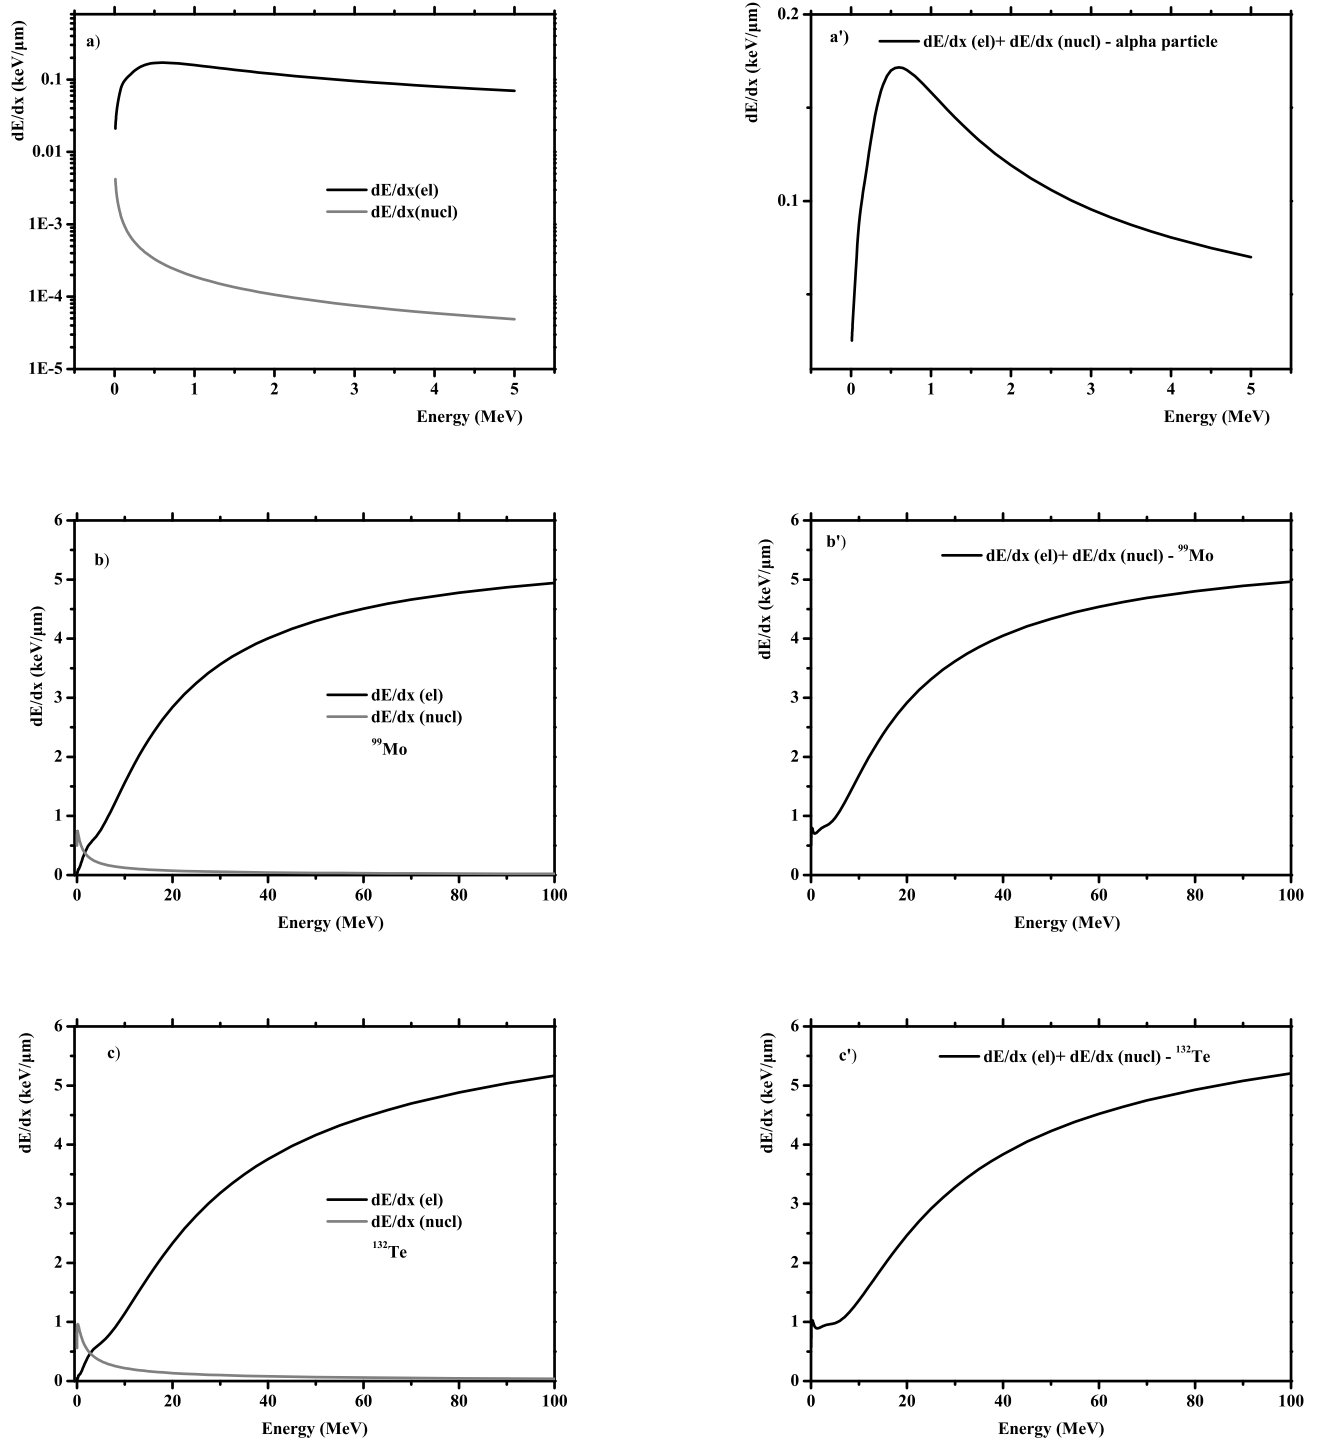 a)
dE/dx (keV/μm)
0.1
0.01
1E-3
1E-4
1E-5
dE/dx(el)
dE/dx(nucl)
0 1 2 3 4 5
Energy (MeV)
a')
dE/dx (el)+ dE/dx (nucl) - alpha particle
dE/dx (keV/μm)
0.2
0.1
0 1 2 3 4 5
Energy (MeV)
b)
dE/dx (keV/μm)
6
5
4
3
2
1
0
dE/dx (el)
dE/dx (nucl)
⁹⁹Mo
0 20 40 60 80 100
Energy (MeV)
b')
dE/dx (el)+ dE/dx (nucl) - ⁹⁹Mo
dE/dx (keV/μm)
6
5
4
3
2
1
0
0 20 40 60 80 100
Energy (MeV)
c)
dE/dx (keV/μm)
6
5
4
3
2
1
0
dE/dx (el)
dE/dx (nucl)
¹³²Te
0 20 40 60 80 100
Energy (MeV)
c')
dE/dx (el)+ dE/dx (nucl) - ¹³²Te
dE/dx (keV/μm)
6
5
4
3
2
1
0
0 20 40 60 80 100
Energy (MeV)